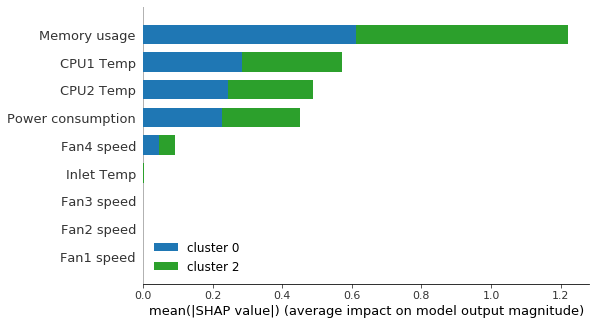 Memory usage
CPU1 Temp
CPU2 Temp
Power consumption
Fan4 speed
Inlet Temp
Fan3 speed
Fan2 speed
Fan1 speed
cluster 0
cluster 2
0.0 0.2 0.4 0.6 0.8 1.0 1.2
mean(|SHAP value|) (average impact on model output magnitude)